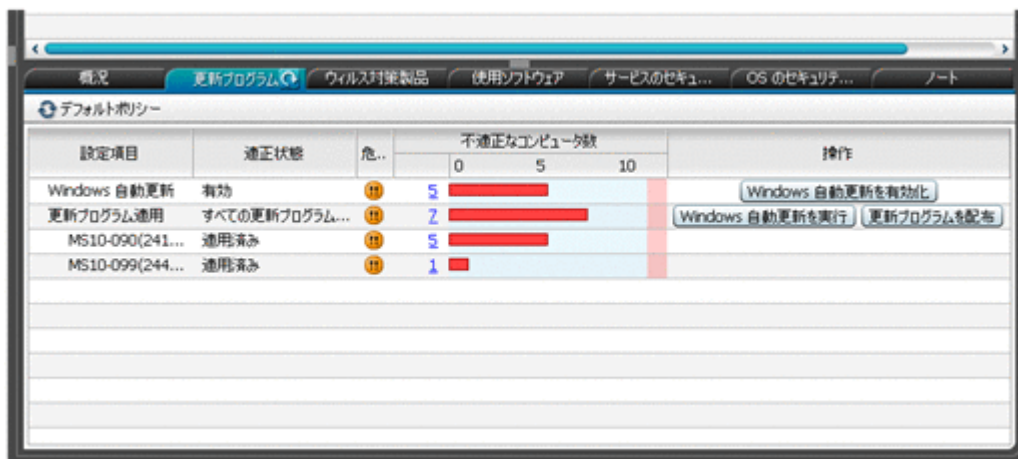 概況 更新プログラム ウィルス対策製品 使用ソフトウェア サービスのセキュ... OS のセキュリテ... ノート
デフォルトポリシー
設定項目 適正状態 危.. 不適正なコンピュータ数 操作
0 5 10
Windows 自動更新 有効 5 Windows 自動更新を有効化
更新プログラム適用 すべての更新プログラム... 7 Windows 自動更新を実行 更新プログラムを配布
MS10-090(241... 適用済み 5
MS10-099(244... 適用済み 1